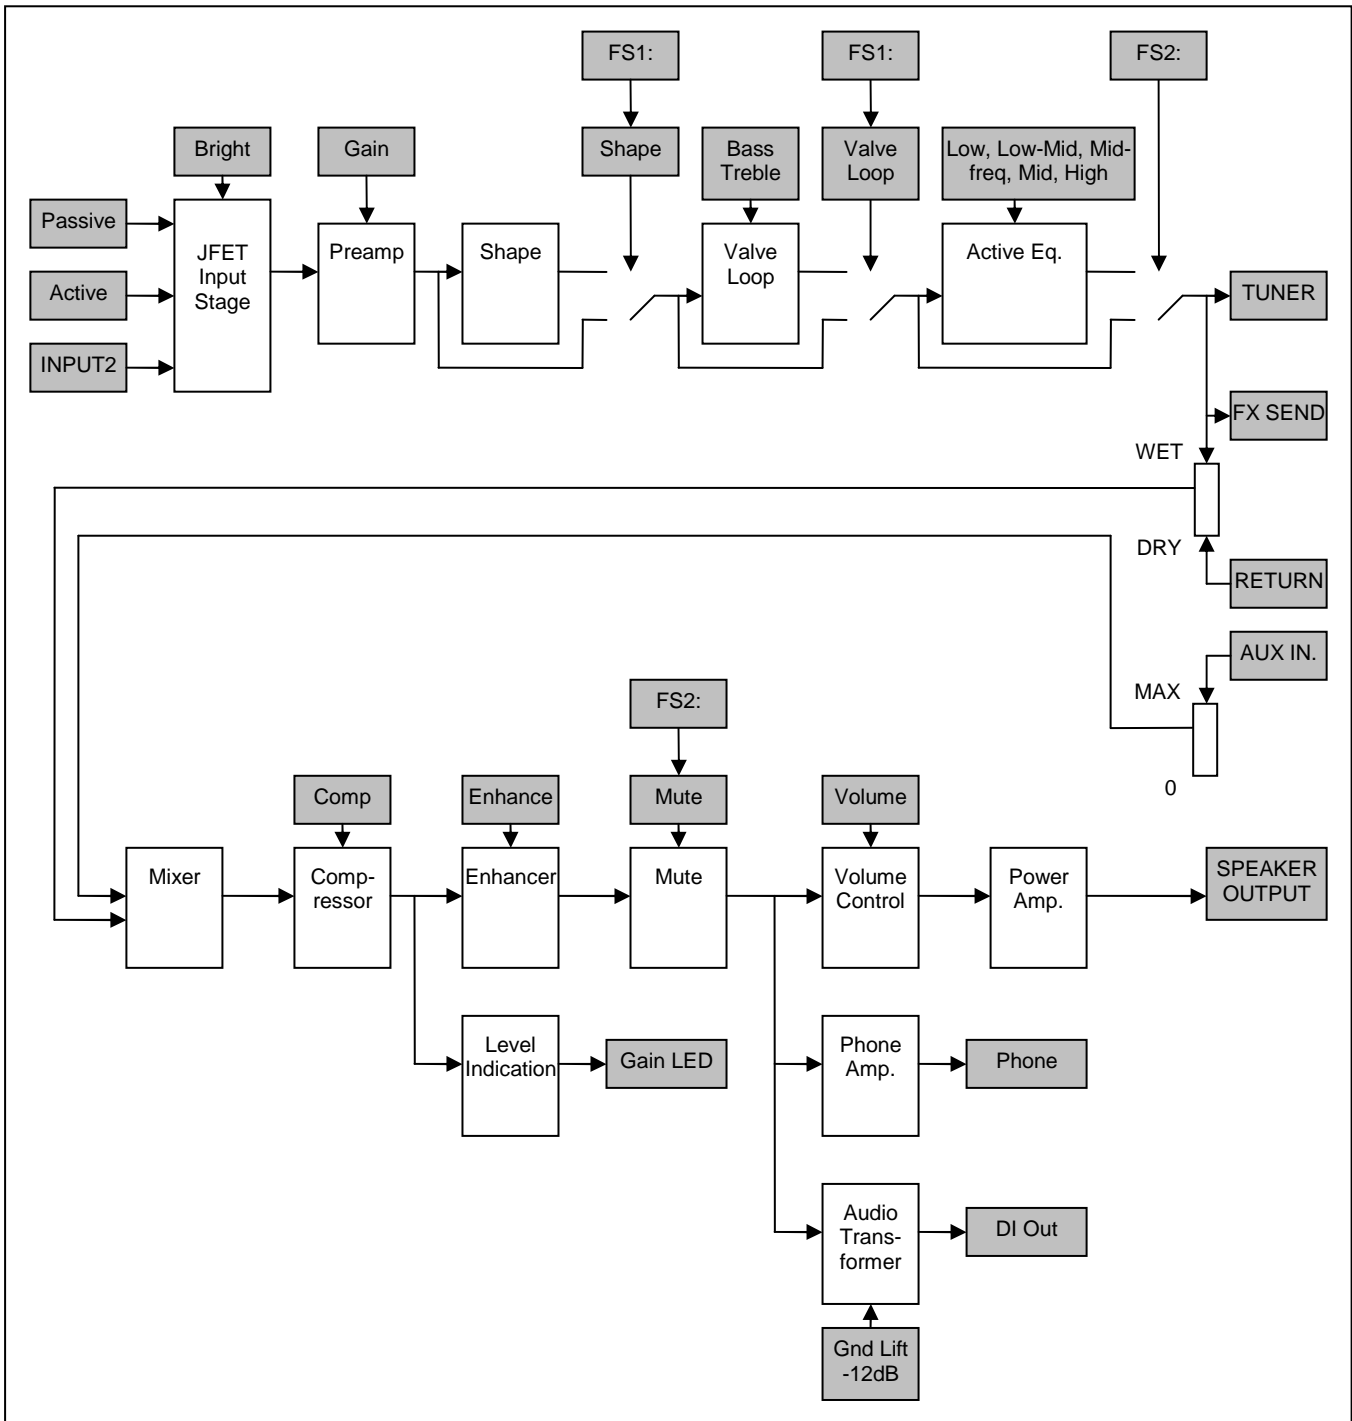 FS1:
FS1:
FS2:
Bright
Gain
Shape
Bass
Treble
Valve
Loop
Low, Low-Mid, Mid-
freq, Mid, High
Passive
Active
INPUT2
JFET
Input
Stage
Preamp
Shape
Valve
Loop
Active Eq.
TUNER
FX SEND
WET
DRY
RETURN
AUX IN.
MAX
0
FS2:
Comp
Enhance
Mute
Volume
Mixer
Comp-
ressor
Enhancer
Mute
Volume
Control
Power
Amp.
SPEAKER
OUTPUT
Level
Indication
Gain LED
Phone
Amp.
Phone
Audio
Trans-
former
DI Out
Gnd Lift
-12dB